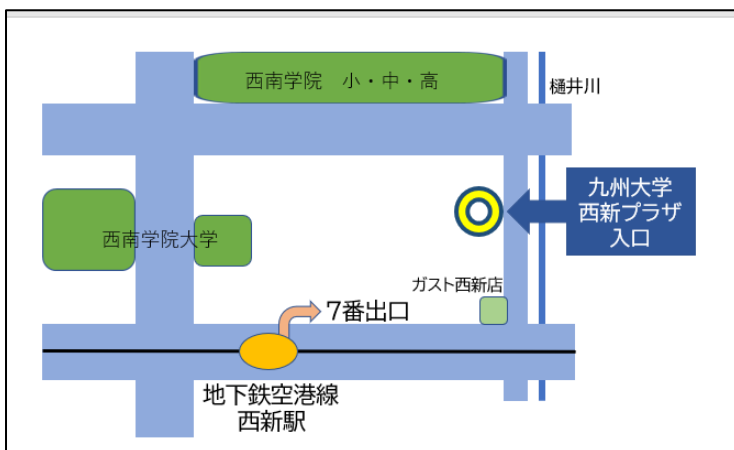 西南学院　小・中・高
樋井川
九州大学
西新プラザ
入口
西南学院大学
ガスト西新店
7番出口
地下鉄空港線
西新駅